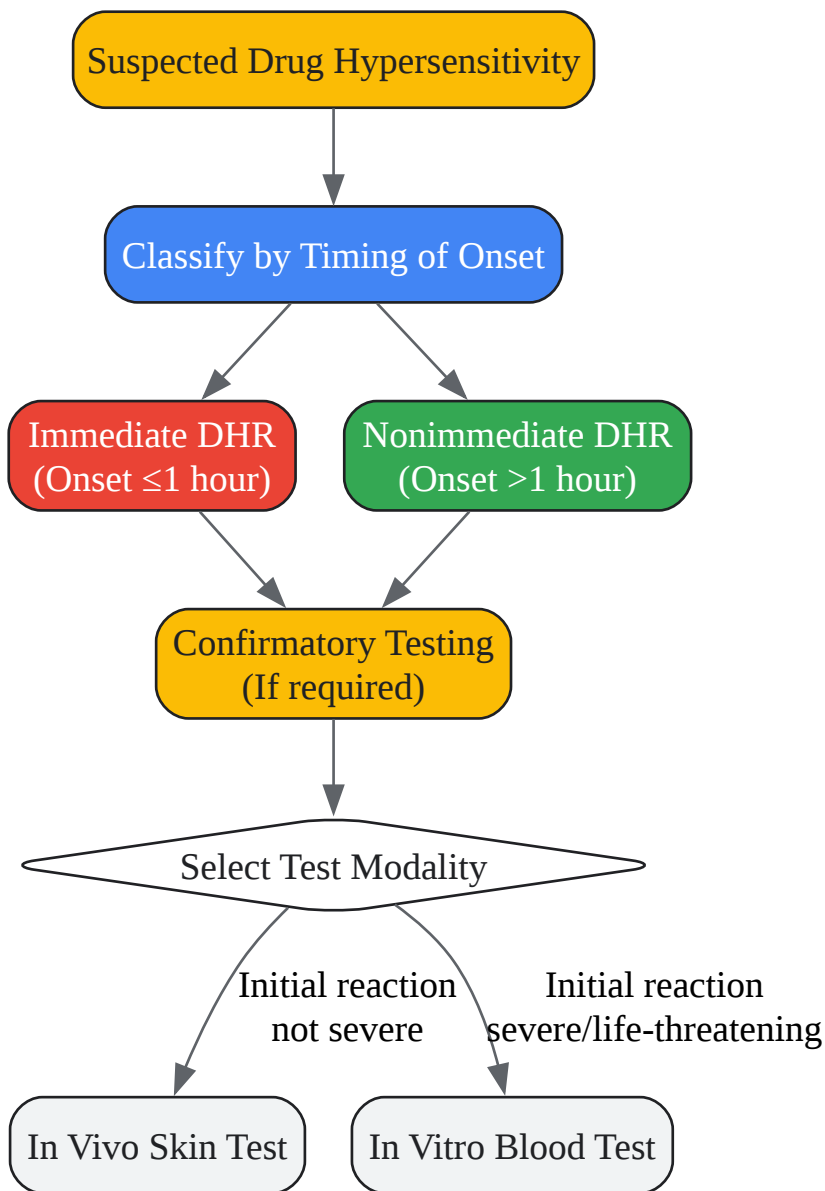 Suspected Drug Hypersensitivity
Classify by Timing of Onset
Immediate DHR
(Onset ≤1 hour)
Nonimmediate DHR
(Onset >1 hour)
Confirmatory Testing
(If required)
Select Test Modality
Initial reaction
not severe
Initial reaction
severe/life-threatening
In Vivo Skin Test
In Vitro Blood Test